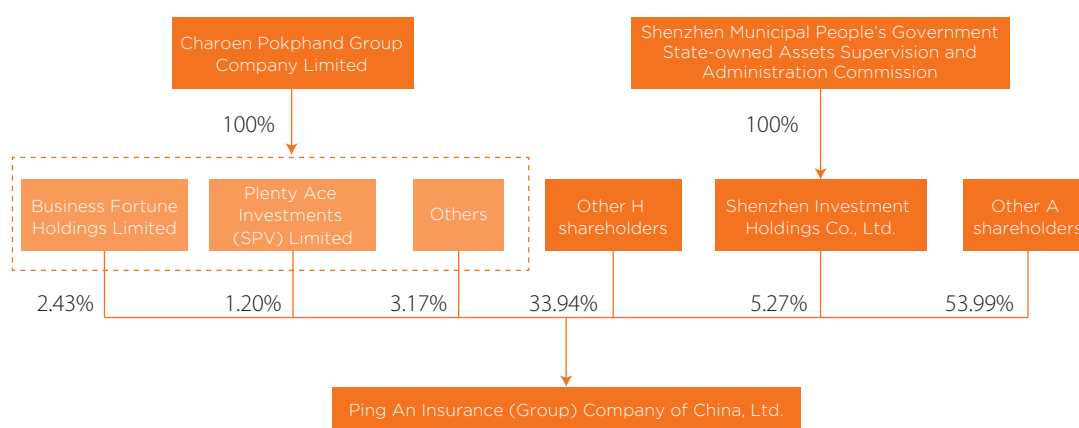 Charoen Pokphand Group
Company Limited
Shenzhen Municipal People's Government
State-owned Assets Supervision and
Administration Commission
100%
100%
Business Fortune
Holdings Limited
Plenty Ace
Investments
(SPV) Limited
Others
Other H
shareholders
Shenzhen Investment
Holdings Co., Ltd.
Other A
shareholders
2.43%
1.20%
3.17%
33.94%
5.27%
53.99%
Ping An Insurance (Group) Company of China, Ltd.